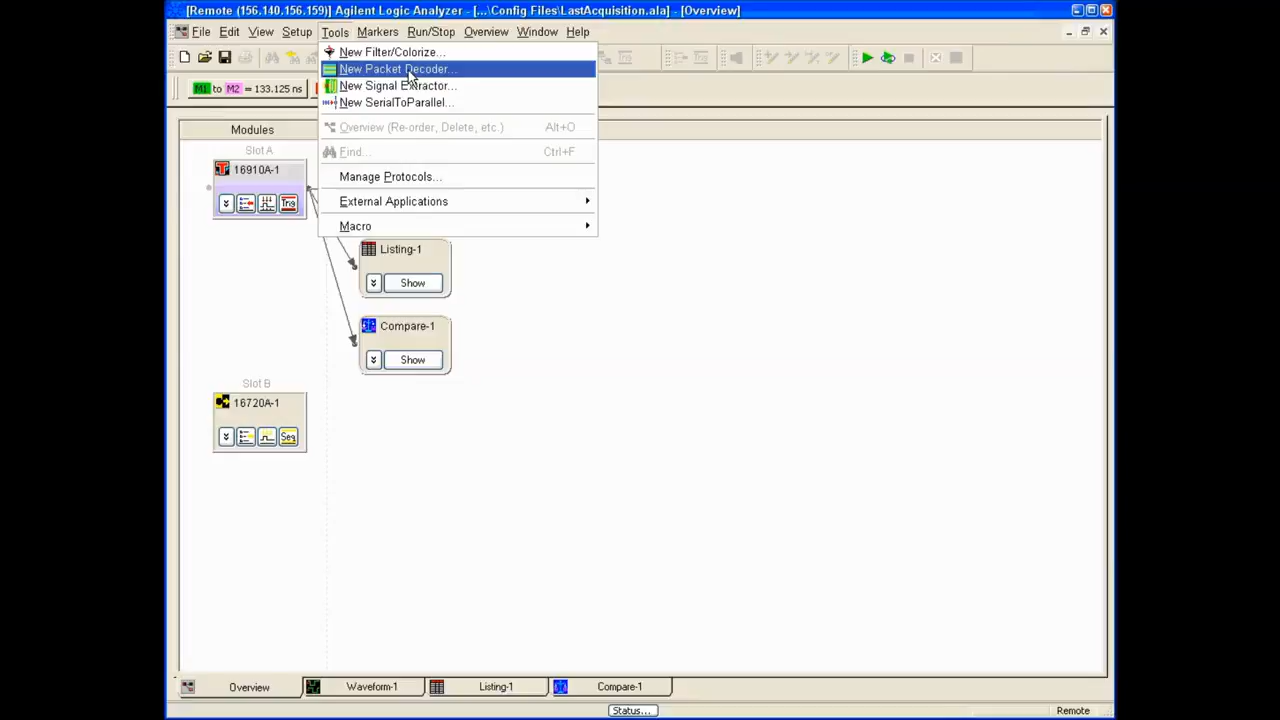 [Remote (156.140.156.159)] Agilent Logic Analyzer - [...\Config Files\LastAcquisition.ala] - [Overview]
File Edit View Setup Tools Markers Run/Stop Overview Window Help
New Filter/Colorize...
New Packet Decoder...
M1 to M2 = 133.125 ns
New Signal Extractor...
New SerialToParallel...
Modules
Overview (Re-order, Delete, etc.) Alt+O
Slot A
Find... Ctrl+F
16910A-1
Manage Protocols...
Trig
External Applications
Macro
Listing-1
Show
Compare-1
Show
Slot B
16720A-1
Seq
Overview Waveform-1 Listing-1 Compare-1
Status... Remote